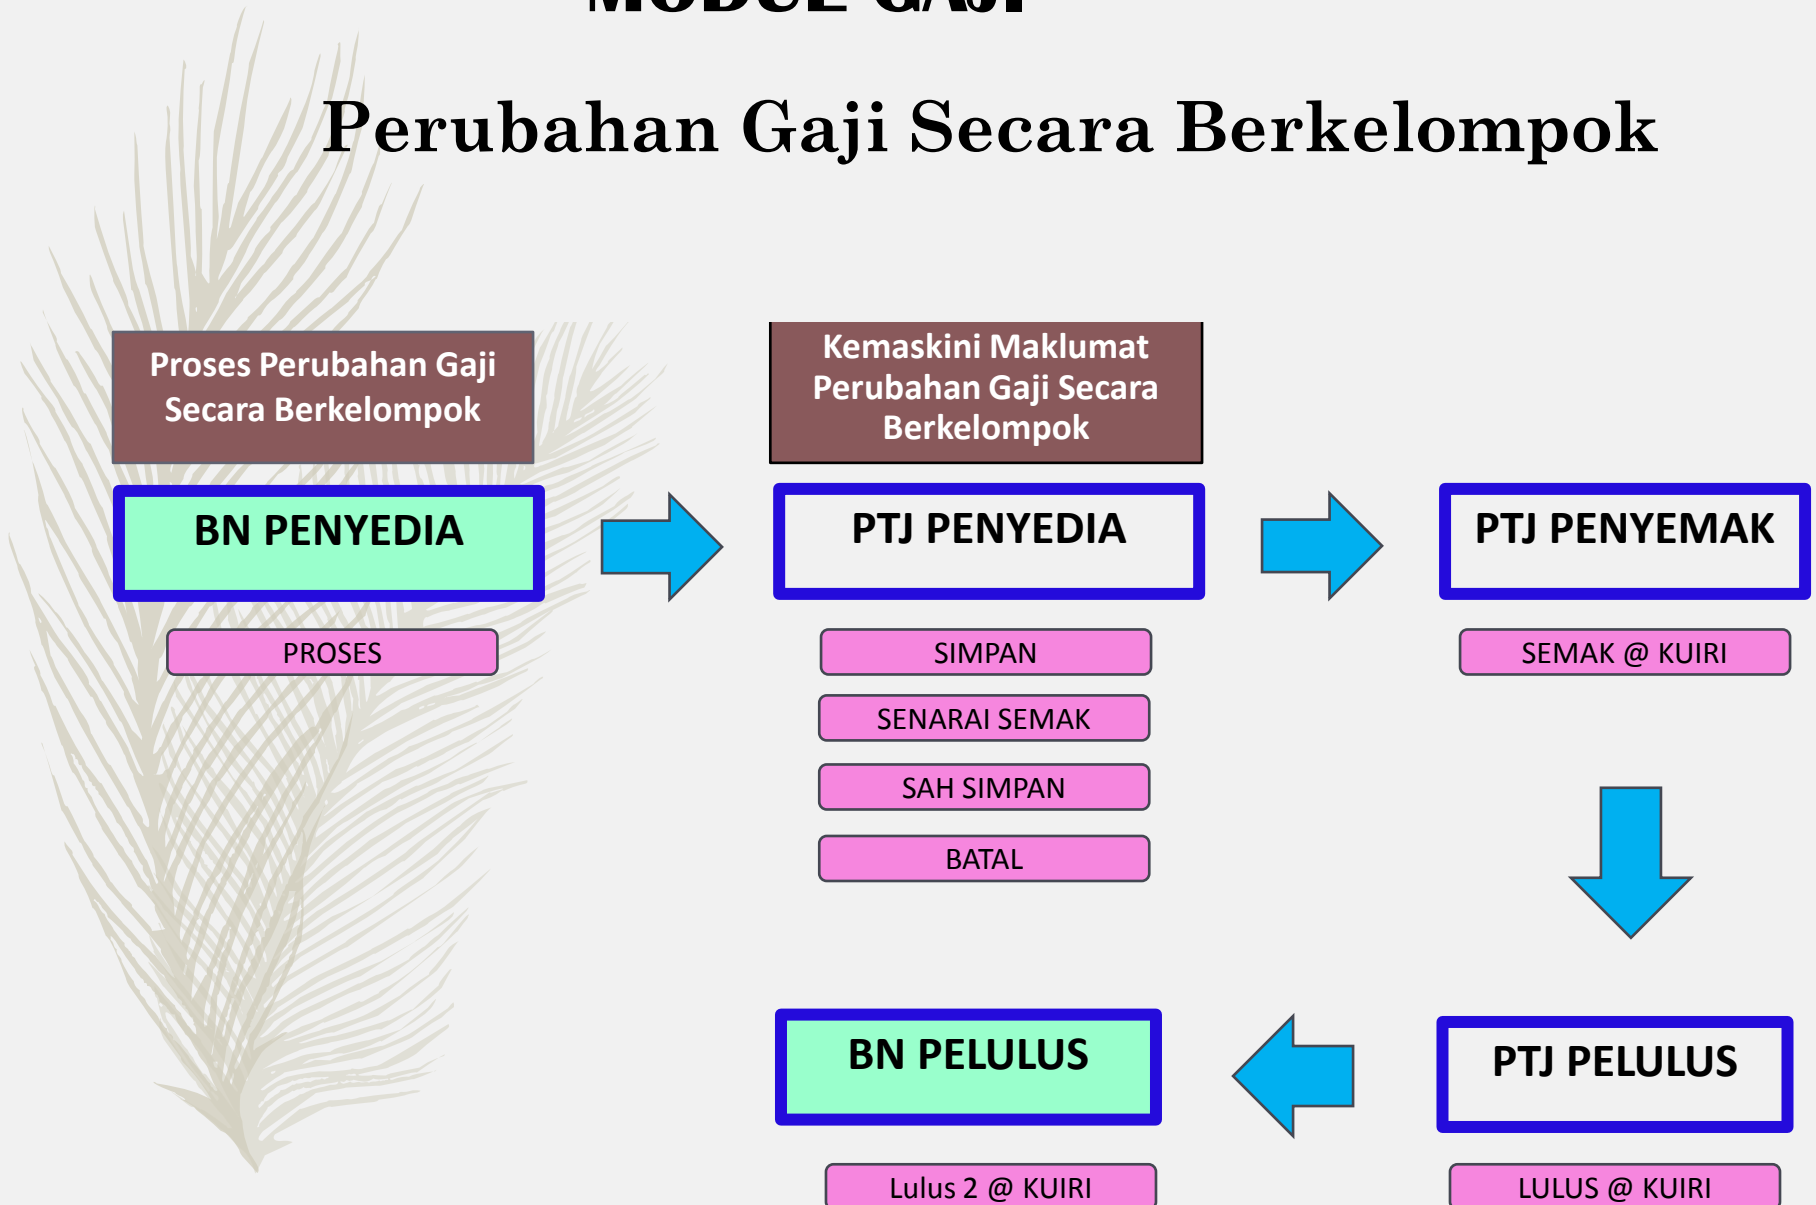 MODUL GAJI
Perubahan Gaji Secara Berkelompok
Proses Perubahan Gaji
Secara Berkelompok
Kemaskini Maklumat
Perubahan Gaji Secara
Berkelompok
BN PENYEDIA
PTJ PENYEDIA
PTJ PENYEMAK
PROSES
SIMPAN
SEMAK @ KUIRI
SENARAI SEMAK
SAH SIMPAN
BATAL
BN PELULUS
PTJ PELULUS
Lulus 2 @ KUIRI
LULUS @ KUIRI